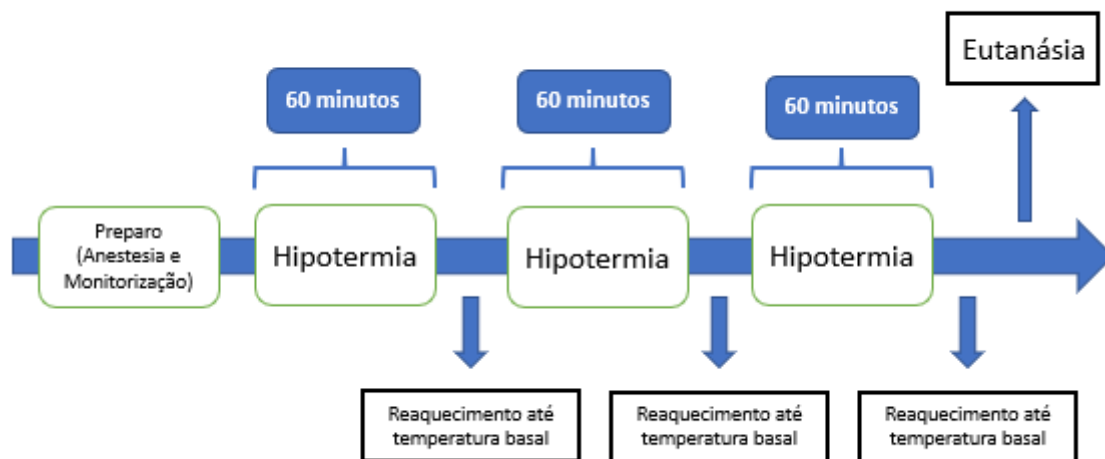 Eutanásia
60 minutos
60 minutos
60 minutos
Preparo
(Anestesia e
Monitorização)
Hipotermia
Hipotermia
Hipotermia
Reaquecimento até
temperatura basal
Reaquecimento até
temperatura basal
Reaquecimento até
temperatura basal